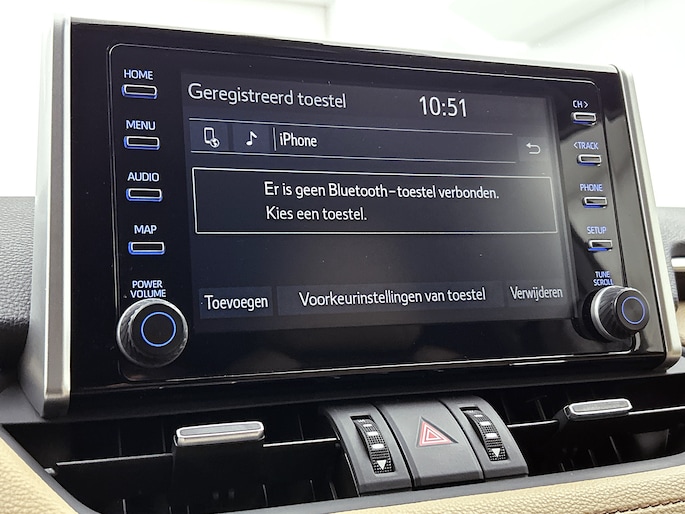 HOME
MENU
AUDIO
MAP
POWER
VOLUME
Geregistreerd toestel 10:51
iPhone
Er is geen Bluetooth-toestel verbonden.
Kies een toestel.
Toevoegen Voorkeurinstellingen van toestel Verwijderen
CH >
<TRACK
PHONE
SETUP
TUNE
SCROLL